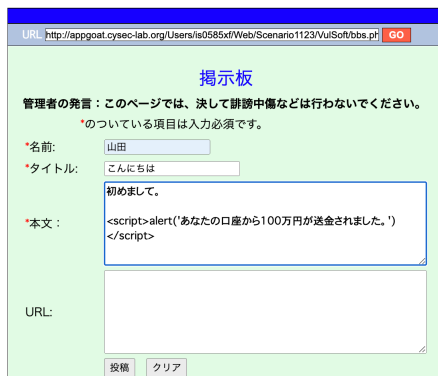 URL http://appgoat.cysec-lab.org/Users/is0585xf/Web/Scenario1123/VulSoft/bbs.ph GO
掲示板
管理者の発言：このページでは、決して誹謗中傷などは行わないでください。
*のついている項目は入力必須です。
*名前: 山田
*タイトル: こんにちは
初めまして。
*本文：
<script>alert('あなたの口座から100万円が送金されました。')
</script>
URL:
投稿 クリア